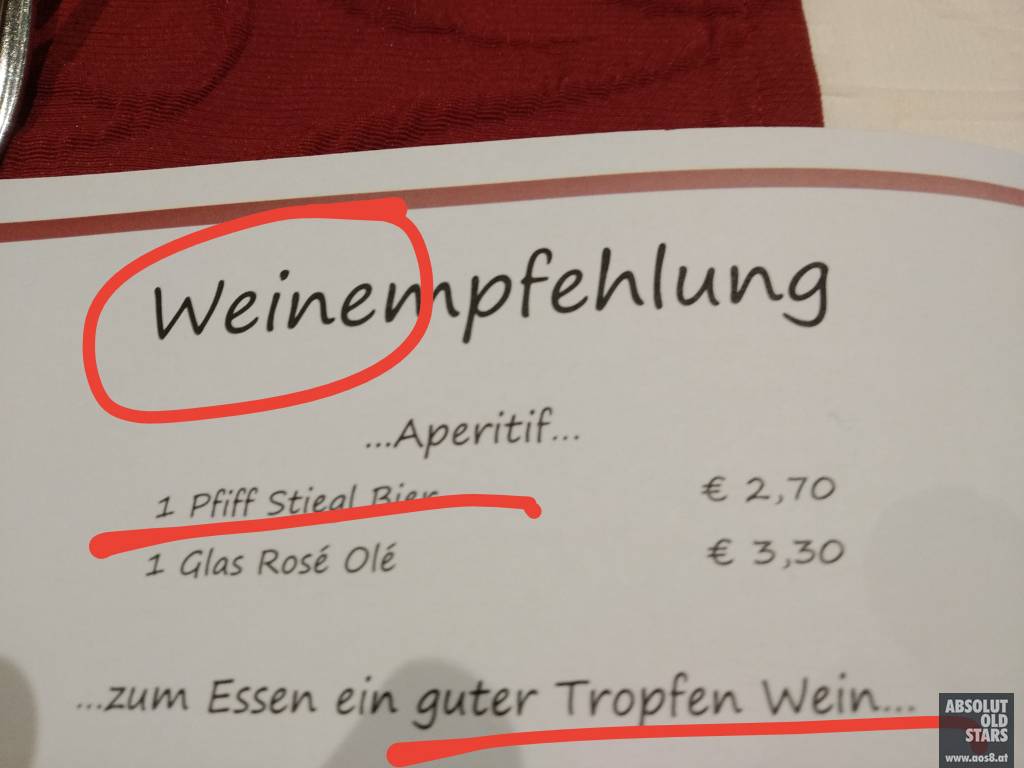 Weinempfehlung
...Aperitif...
1 Pfiff Stiegl Bier € 2,70
1 Glas Rosé Olé € 3,30
...zum Essen ein guter Tropfen Wein...
ABSOLUT
OLD
STARS
www.aos8.at